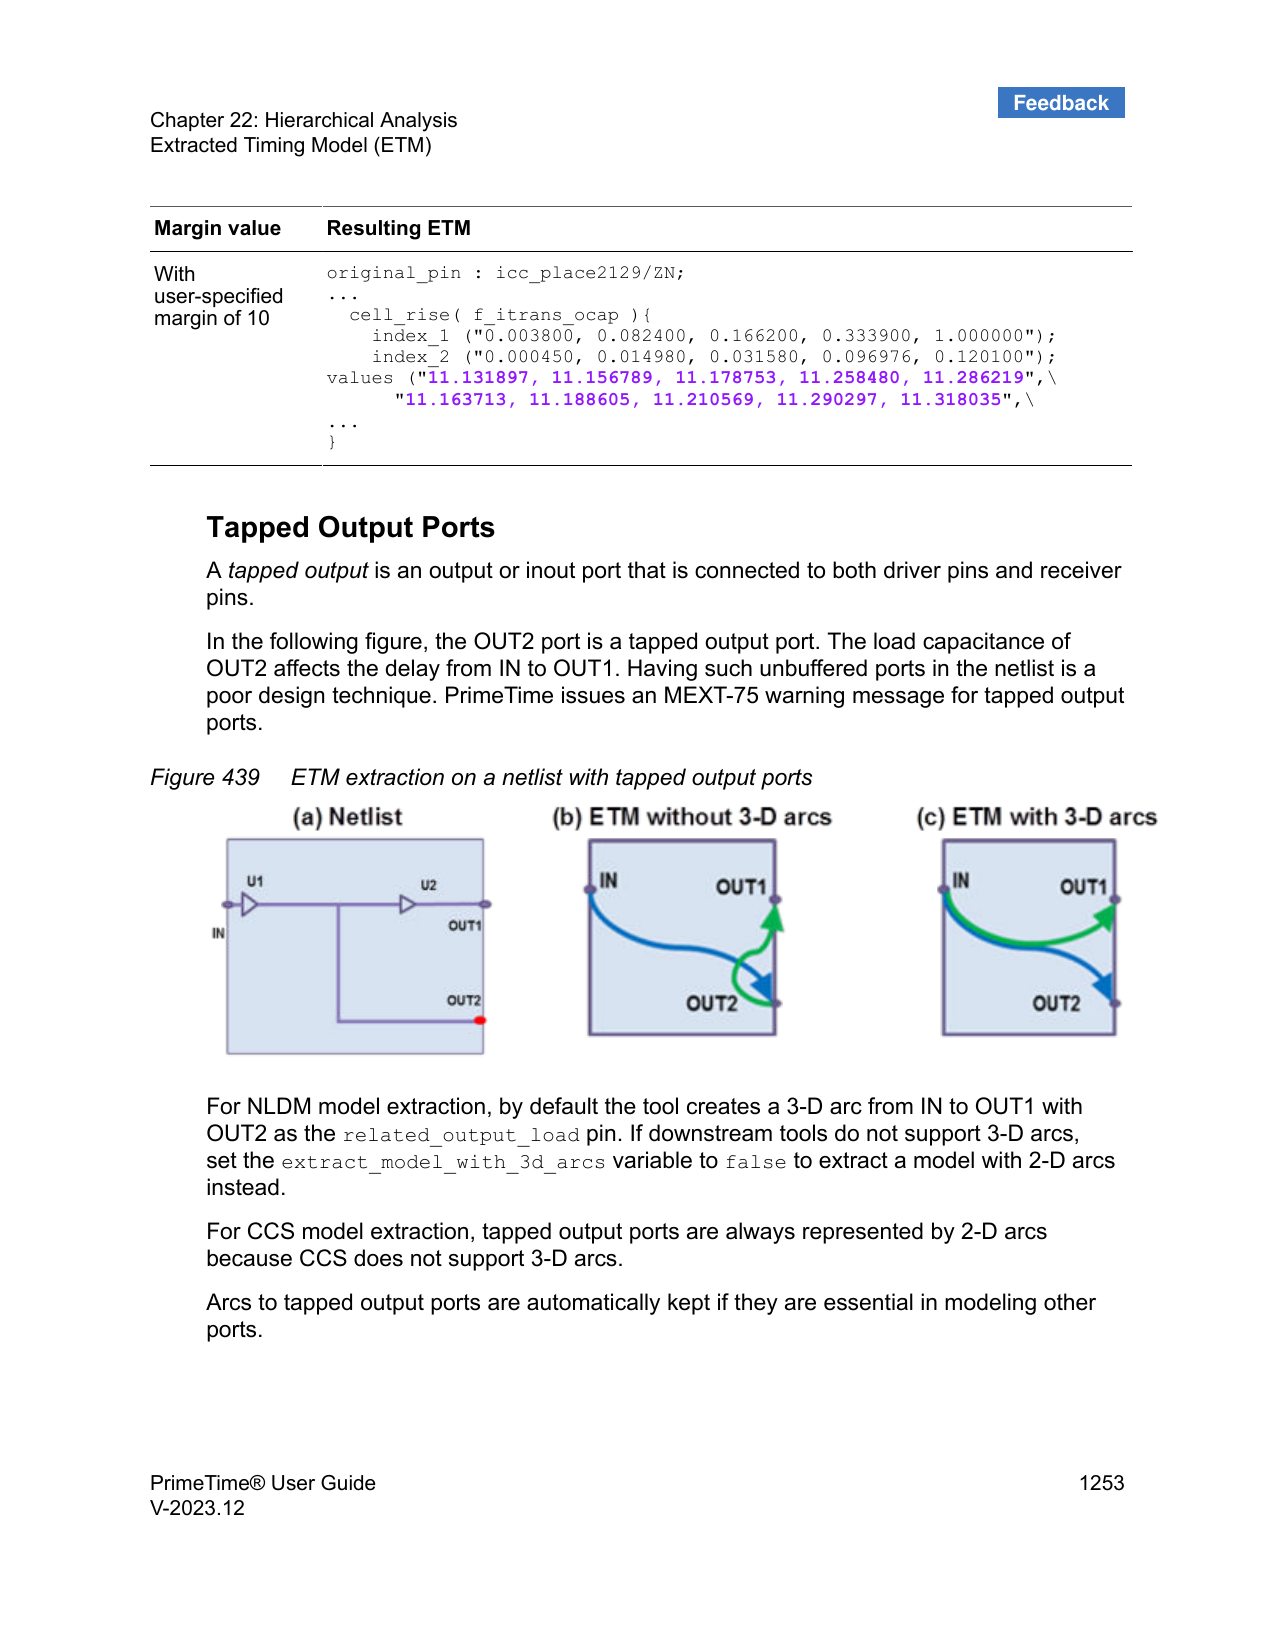 Feedback
Chapter 22: Hierarchical Analysis
Extracted Timing Model (ETM)
Margin value Resulting ETM
With
user-specified
margin of 10
original_pin : icc_place2129/ZN;
...
cell_rise( f_itrans_ocap ){
index_1 ("0.003800, 0.082400, 0.166200, 0.333900, 1.000000");
index_2 ("0.000450, 0.014980, 0.031580, 0.096976, 0.120100");
values ("11.131897, 11.156789, 11.178753, 11.258480, 11.286219",\
"11.163713, 11.188605, 11.210569, 11.290297, 11.318035",\
...
}
Tapped Output Ports
A tapped output is an output or inout port that is connected to both driver pins and receiver
pins.
In the following figure, the OUT2 port is a tapped output port. The load capacitance of
OUT2 affects the delay from IN to OUT1. Having such unbuffered ports in the netlist is a
poor design technique. PrimeTime issues an MEXT-75 warning message for tapped output
ports.
Figure 439 ETM extraction on a netlist with tapped output ports
(a) Netlist
U1
U2
IN
OUT1
OUT2
(b) ETM without 3-D arcs
IN
OUT1
OUT2
(c) ETM with 3-D arcs
IN
OUT1
OUT2
For NLDM model extraction, by default the tool creates a 3-D arc from IN to OUT1 with
OUT2 as the related_output_load pin. If downstream tools do not support 3-D arcs,
set the extract_model_with_3d_arcs variable to false to extract a model with 2-D arcs
instead.
For CCS model extraction, tapped output ports are always represented by 2-D arcs
because CCS does not support 3-D arcs.
Arcs to tapped output ports are automatically kept if they are essential in modeling other
ports.
PrimeTime® User Guide 1253
V-2023.12